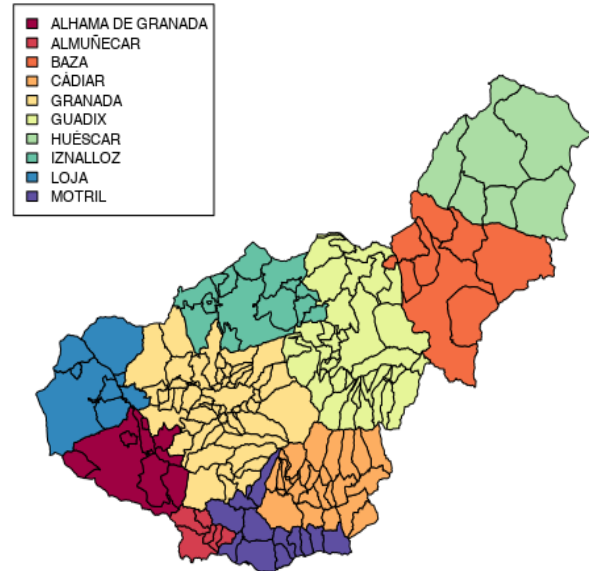 ALHAMA DE GRANADA
ALMUÑECAR
BAZA
CÁDIAR
GRANADA
GUADIX
HUÉSCAR
IZNALLOZ
LOJA
MOTRIL